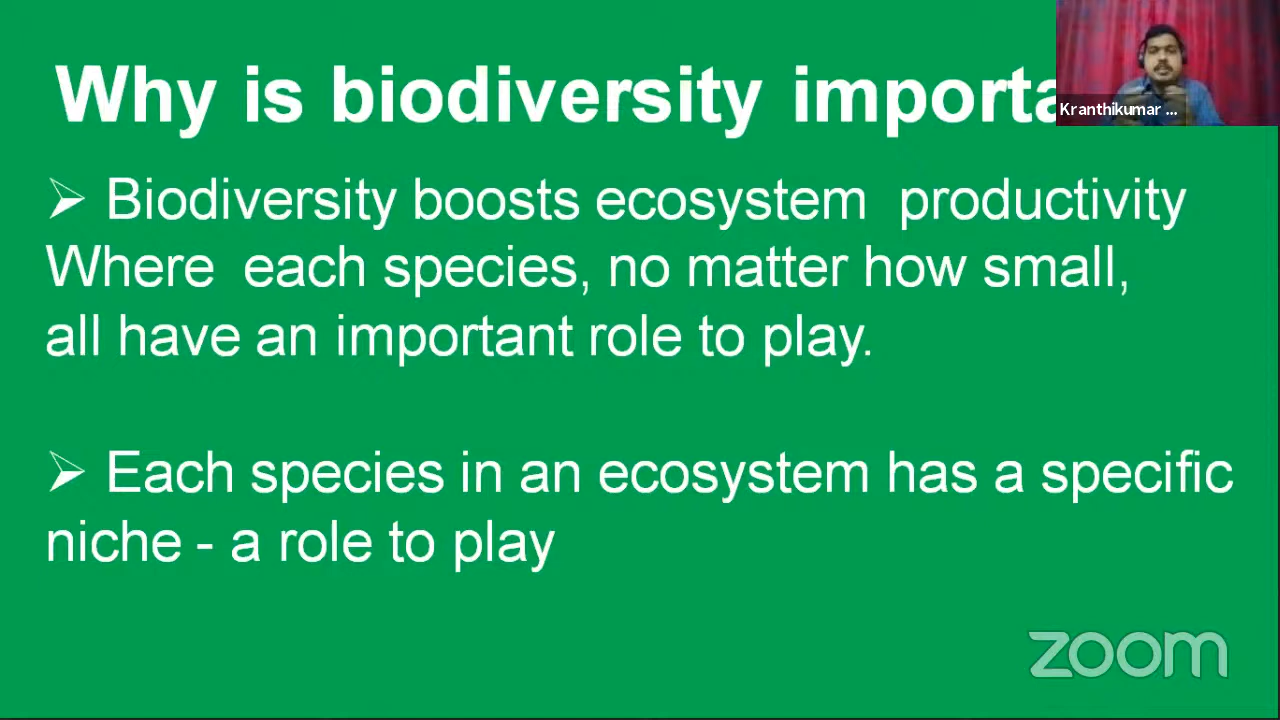 Why is biodiversity importa
Kranthikumar ...
➢ Biodiversity boosts ecosystem productivity
Where each species, no matter how small,
all have an important role to play.
➢ Each species in an ecosystem has a specific
niche - a role to play
zoom